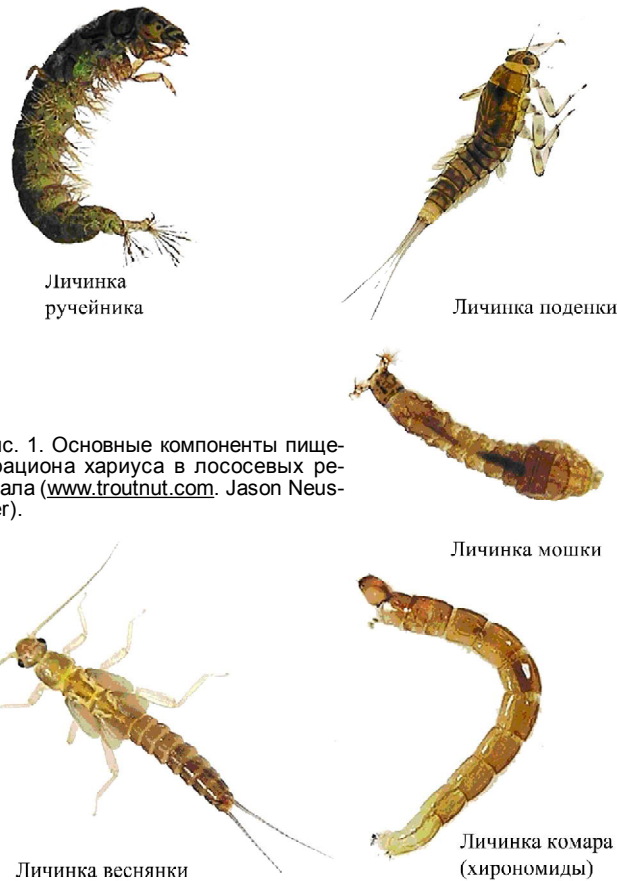 Личинка
ручейника
Личинка поденки
ис. 1. Основные компоненты пище-
рациона хариуса в лососевых ре-
ала (www.troutnut.com. Jason Neus-
er).
Личинка мошки
Личинка веснянки
Личинка комара
(хирономиды)